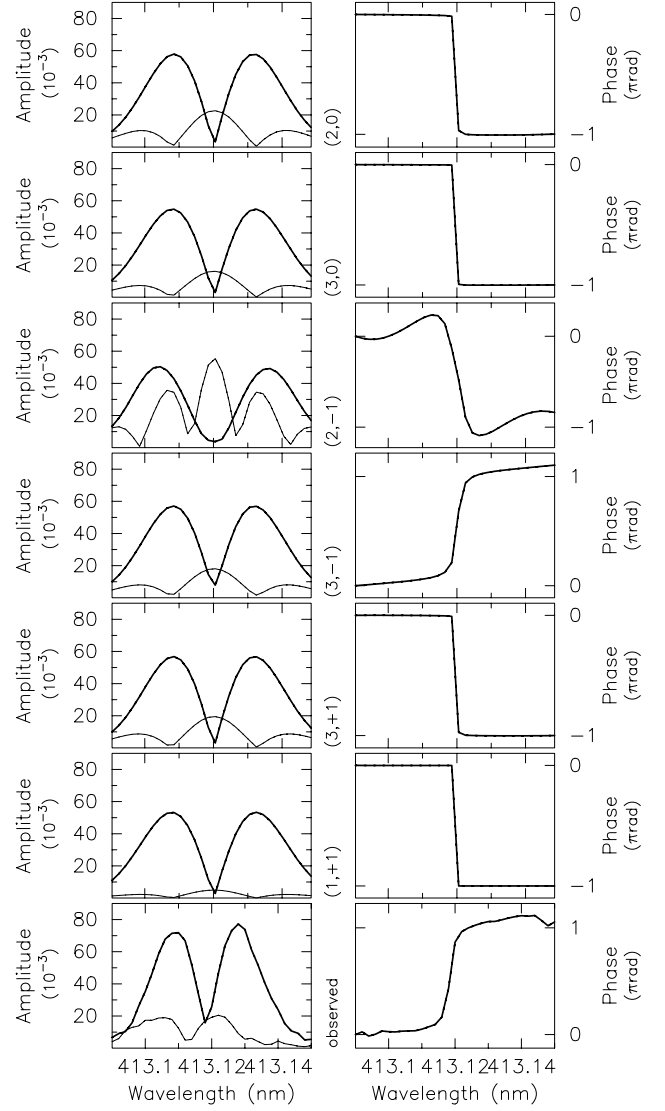 80
60
40
20
Amplitude
(10⁻³)
(2,0)
0
−1
Phase
(πrad)
80
60
40
20
Amplitude
(10⁻³)
(3,0)
0
−1
Phase
(πrad)
80
60
40
20
Amplitude
(10⁻³)
(2,−1)
0
−1
Phase
(πrad)
80
60
40
20
Amplitude
(10⁻³)
(3,−1)
1
0
Phase
(πrad)
80
60
40
20
Amplitude
(10⁻³)
(3,+1)
0
−1
Phase
(πrad)
80
60
40
20
Amplitude
(10⁻³)
(1,+1)
0
−1
Phase
(πrad)
80
60
40
20
Amplitude
(10⁻³)
observed
1
0
Phase
(πrad)
413.1 413.12 413.14 413.1 413.12 413.14
Wavelength (nm) Wavelength (nm)